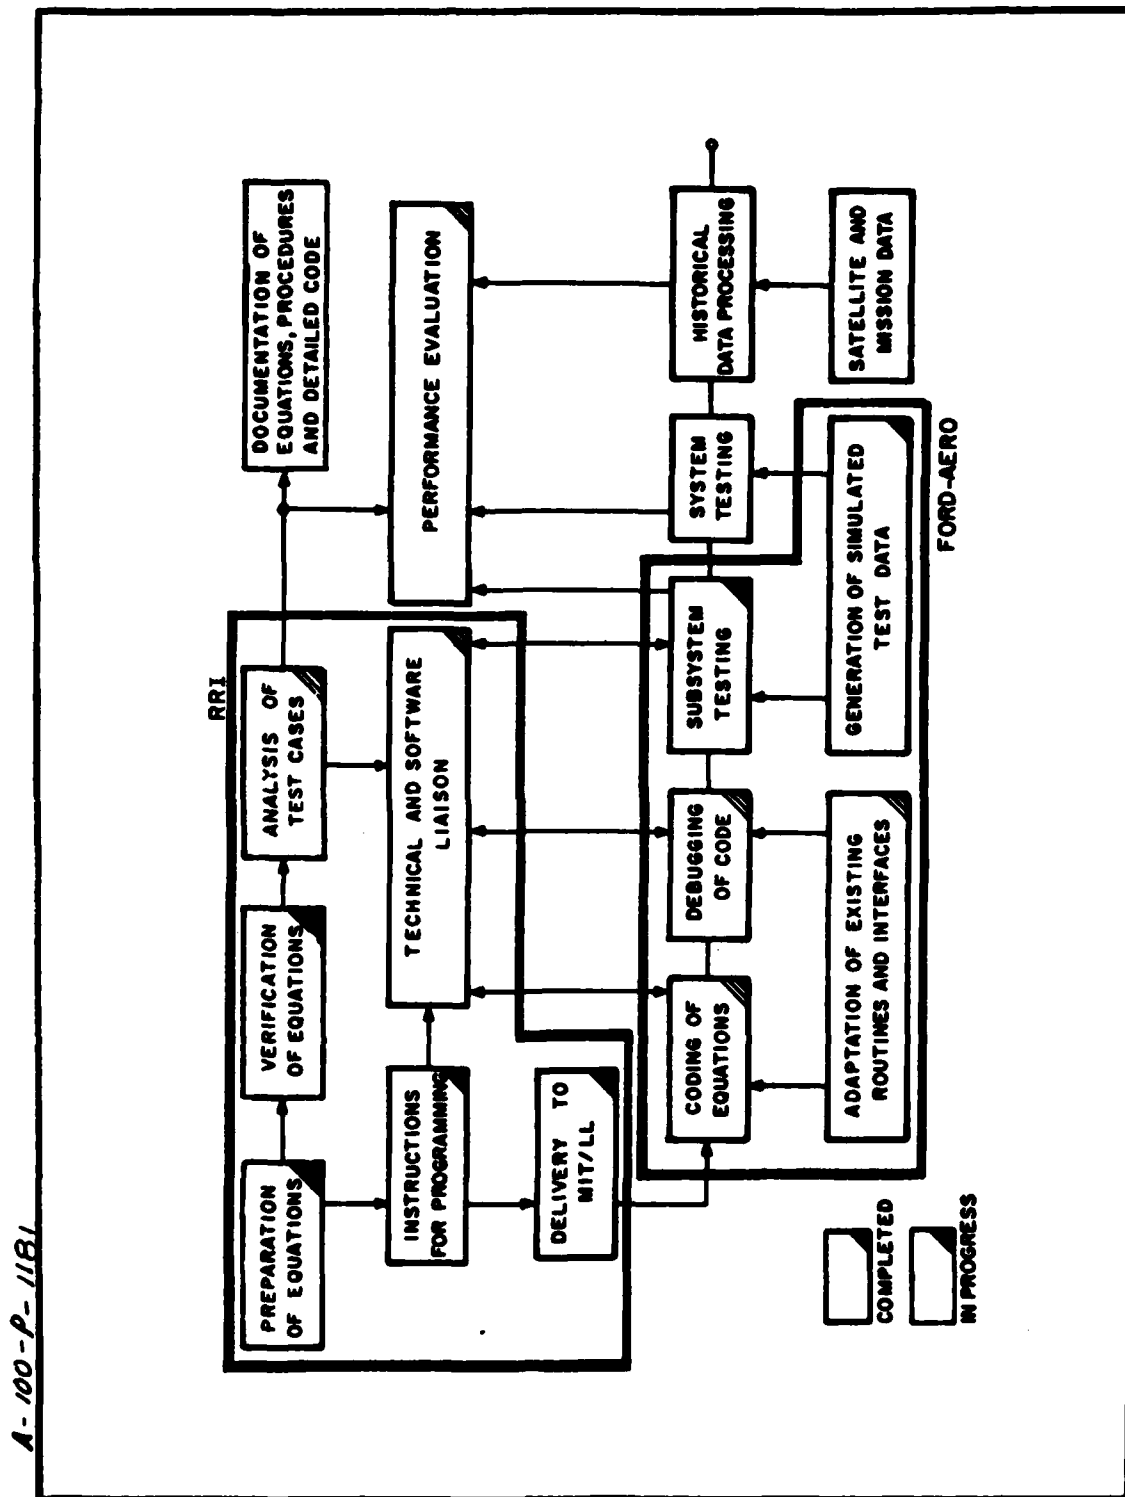 A-100-P-1181
RRI
PREPARATION
OF EQUATIONS
VERIFICATION
OF EQUATIONS
ANALYSIS OF
TEST CASES
DOCUMENTATION OF
EQUATIONS, PROCEDURES
AND DETAILED CODE
INSTRUCTIONS
FOR PROGRAMMING
TECHNICAL AND SOFTWARE
LIAISON
PERFORMANCE EVALUATION
DELIVERY TO
MIT/LL
CODING OF
EQUATIONS
DEBUGGING
OF CODE
SUBSYSTEM
TESTING
SYSTEM
TESTING
HISTORICAL
DATA PROCESSING
ADAPTATION OF EXISTING
ROUTINES AND INTERFACES
GENERATION OF SIMULATED
TEST DATA
SATELLITE AND
MISSION DATA
FORD-AERO
COMPLETED
IN PROGRESS